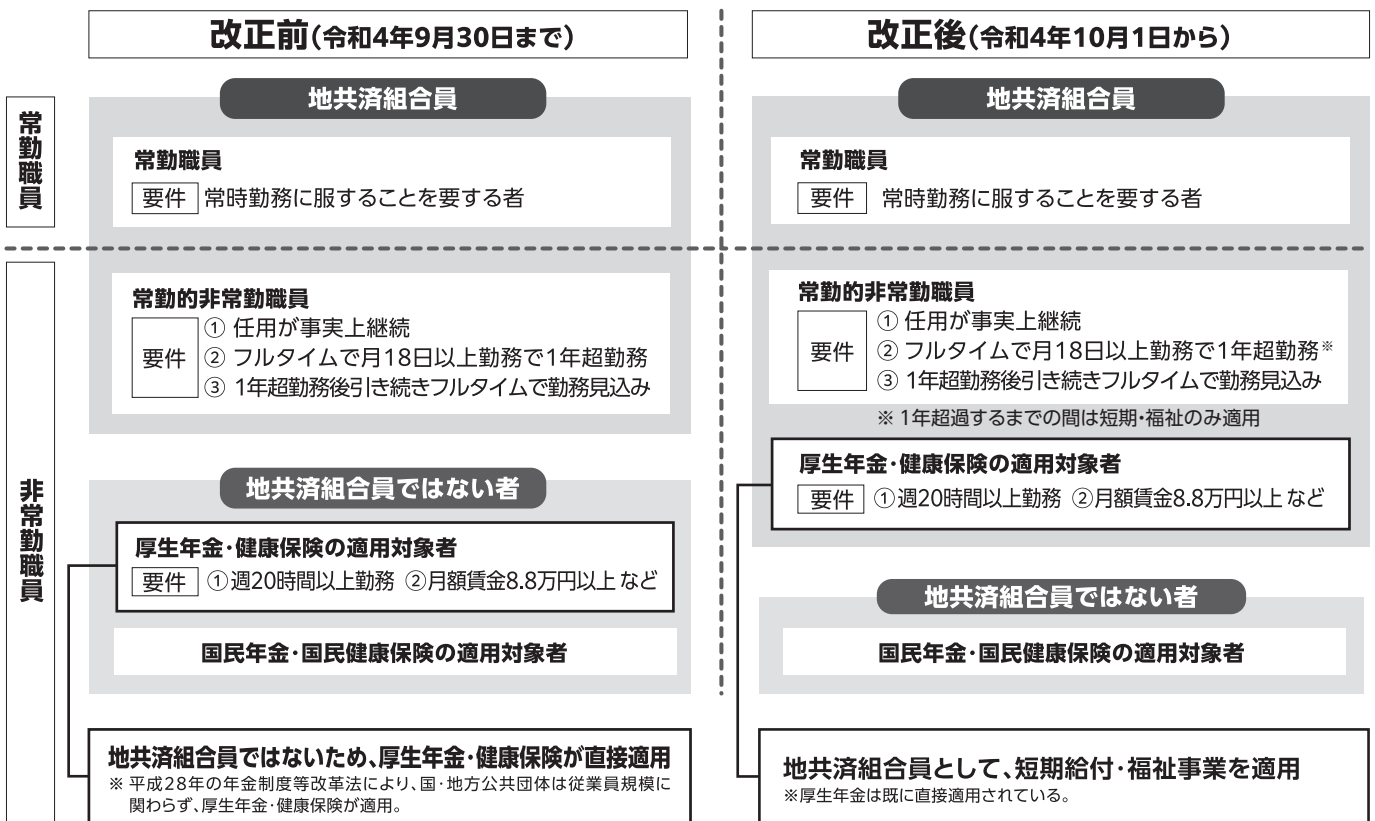 改正前(令和4年9月30日まで)
地共済組合員
常勤職員
常勤職員
要件 常時勤務に服することを要する者
非常勤職員
常勤的非常勤職員
要件
① 任用が事実上継続
② フルタイムで月18日以上勤務で1年超勤務
③ 1年超勤務後引き続きフルタイムで勤務見込み
地共済組合員ではない者
厚生年金・健康保険の適用対象者
要件 ①週20時間以上勤務 ②月額賃金8.8万円以上 など
国民年金・国民健康保険の適用対象者
地共済組合員ではないため、厚生年金・健康保険が直接適用
※ 平成28年の年金制度等改革法により、国・地方公共団体は従業員規模に
関わらず、厚生年金・健康保険が適用。
改正後(令和4年10月1日から)
地共済組合員
常勤職員
要件 常時勤務に服することを要する者
常勤的非常勤職員
要件
① 任用が事実上継続
② フルタイムで月18日以上勤務で1年超勤務※
③ 1年超勤務後引き続きフルタイムで勤務見込み
※ 1年超過するまでの間は短期・福祉のみ適用
厚生年金・健康保険の適用対象者
要件 ①週20時間以上勤務 ②月額賃金8.8万円以上 など
地共済組合員ではない者
国民年金・国民健康保険の適用対象者
地共済組合員として、短期給付・福祉事業を適用
※厚生年金は既に直接適用されている。